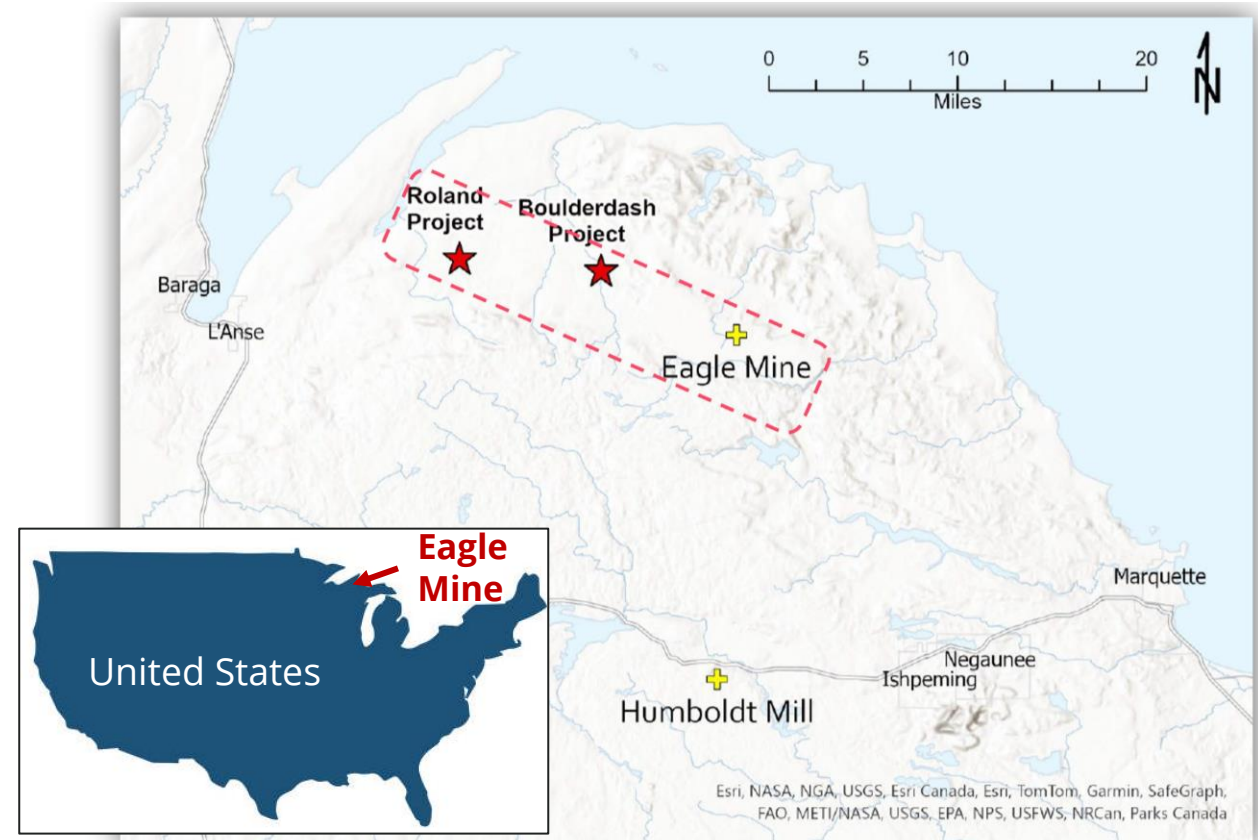 0 5 10 20
Miles
N
Roland
Project
Boulderdash
Project
Baraga
L'Anse
Eagle Mine
Eagle
Mine
United States
Marquette
Negaunee
Ishpeming
Humboldt Mill
Esri, NASA, NGA, USGS, Esri Canada, Esri, TomTom, Garmin, SafeGraph,
FAO, METI/NASA, USGS, EPA, NPS, USFWS, NRCan, Parks Canada